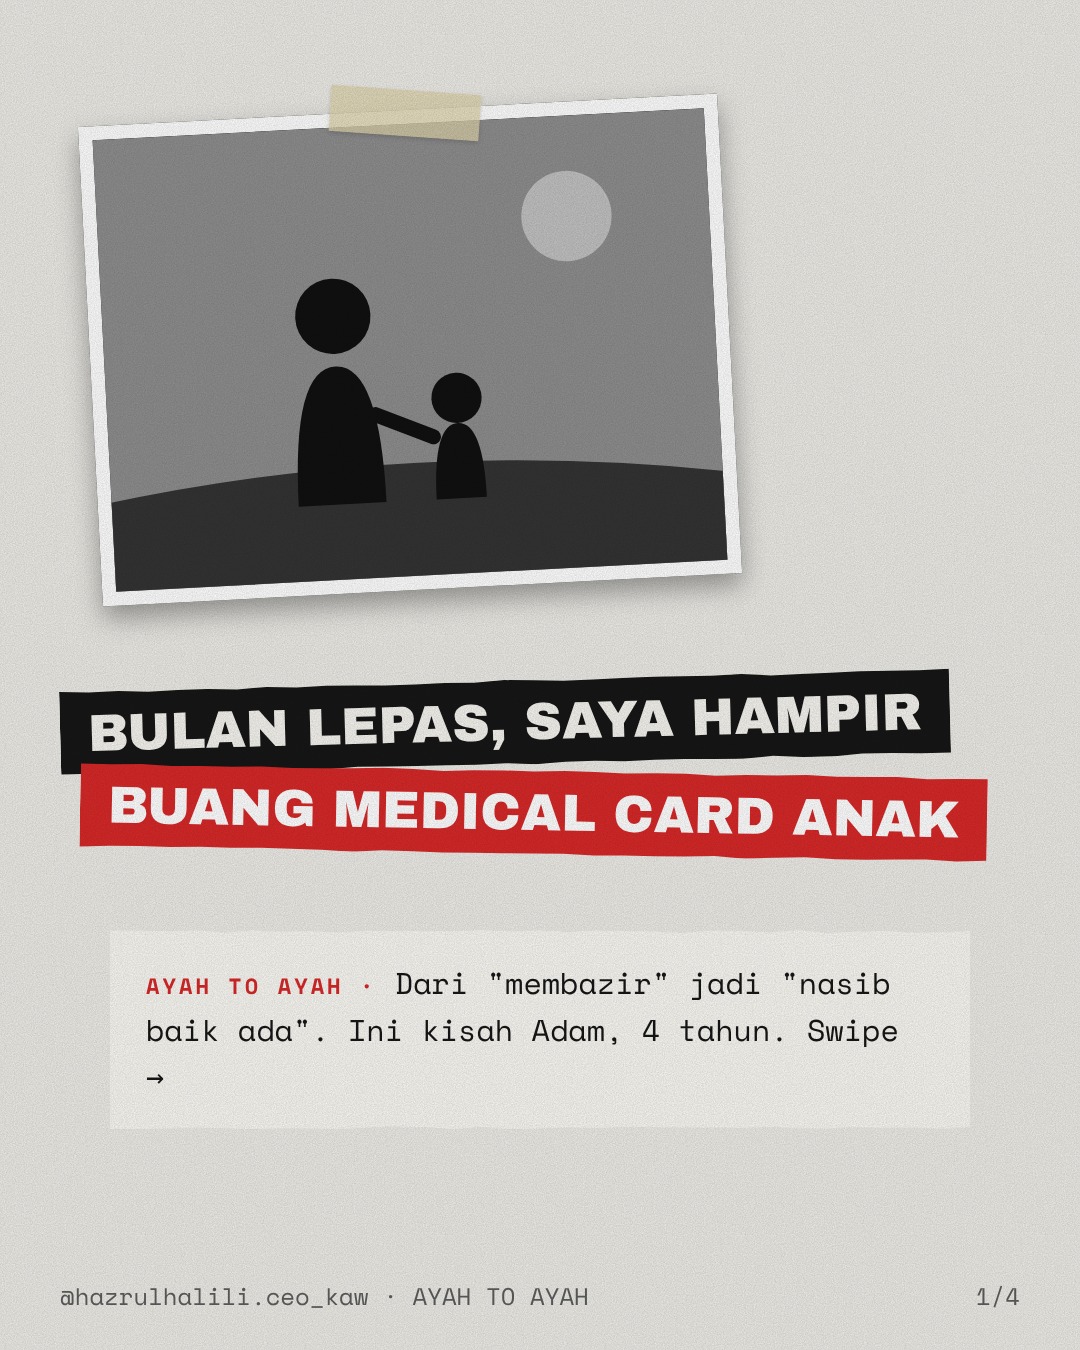 BULAN LEPAS, SAYA HAMPIR
BUANG MEDICAL CARD ANAK
AYAH TO AYAH · Dari "membazir" jadi "nasib
baik ada". Ini kisah Adam, 4 tahun. Swipe
→
@hazrulhalili.ceo_kaw · AYAH TO AYAH
1/4